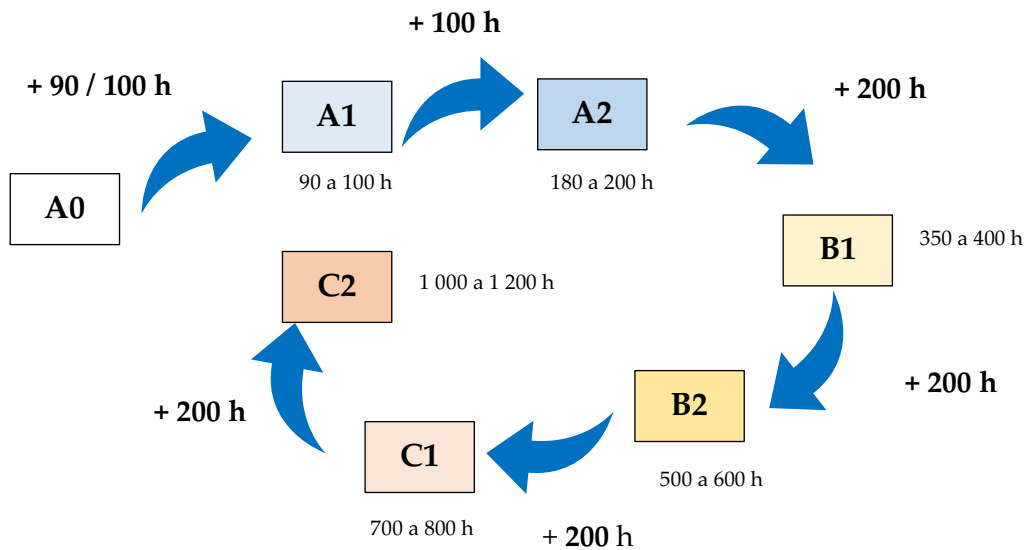 A0
+ 90 / 100 h
A1
90 a 100 h
+ 100 h
A2
180 a 200 h
+ 200 h
B1
350 a 400 h
+ 200 h
B2
500 a 600 h
+ 200 h
C1
700 a 800 h
+ 200 h
C2
1 000 a 1 200 h